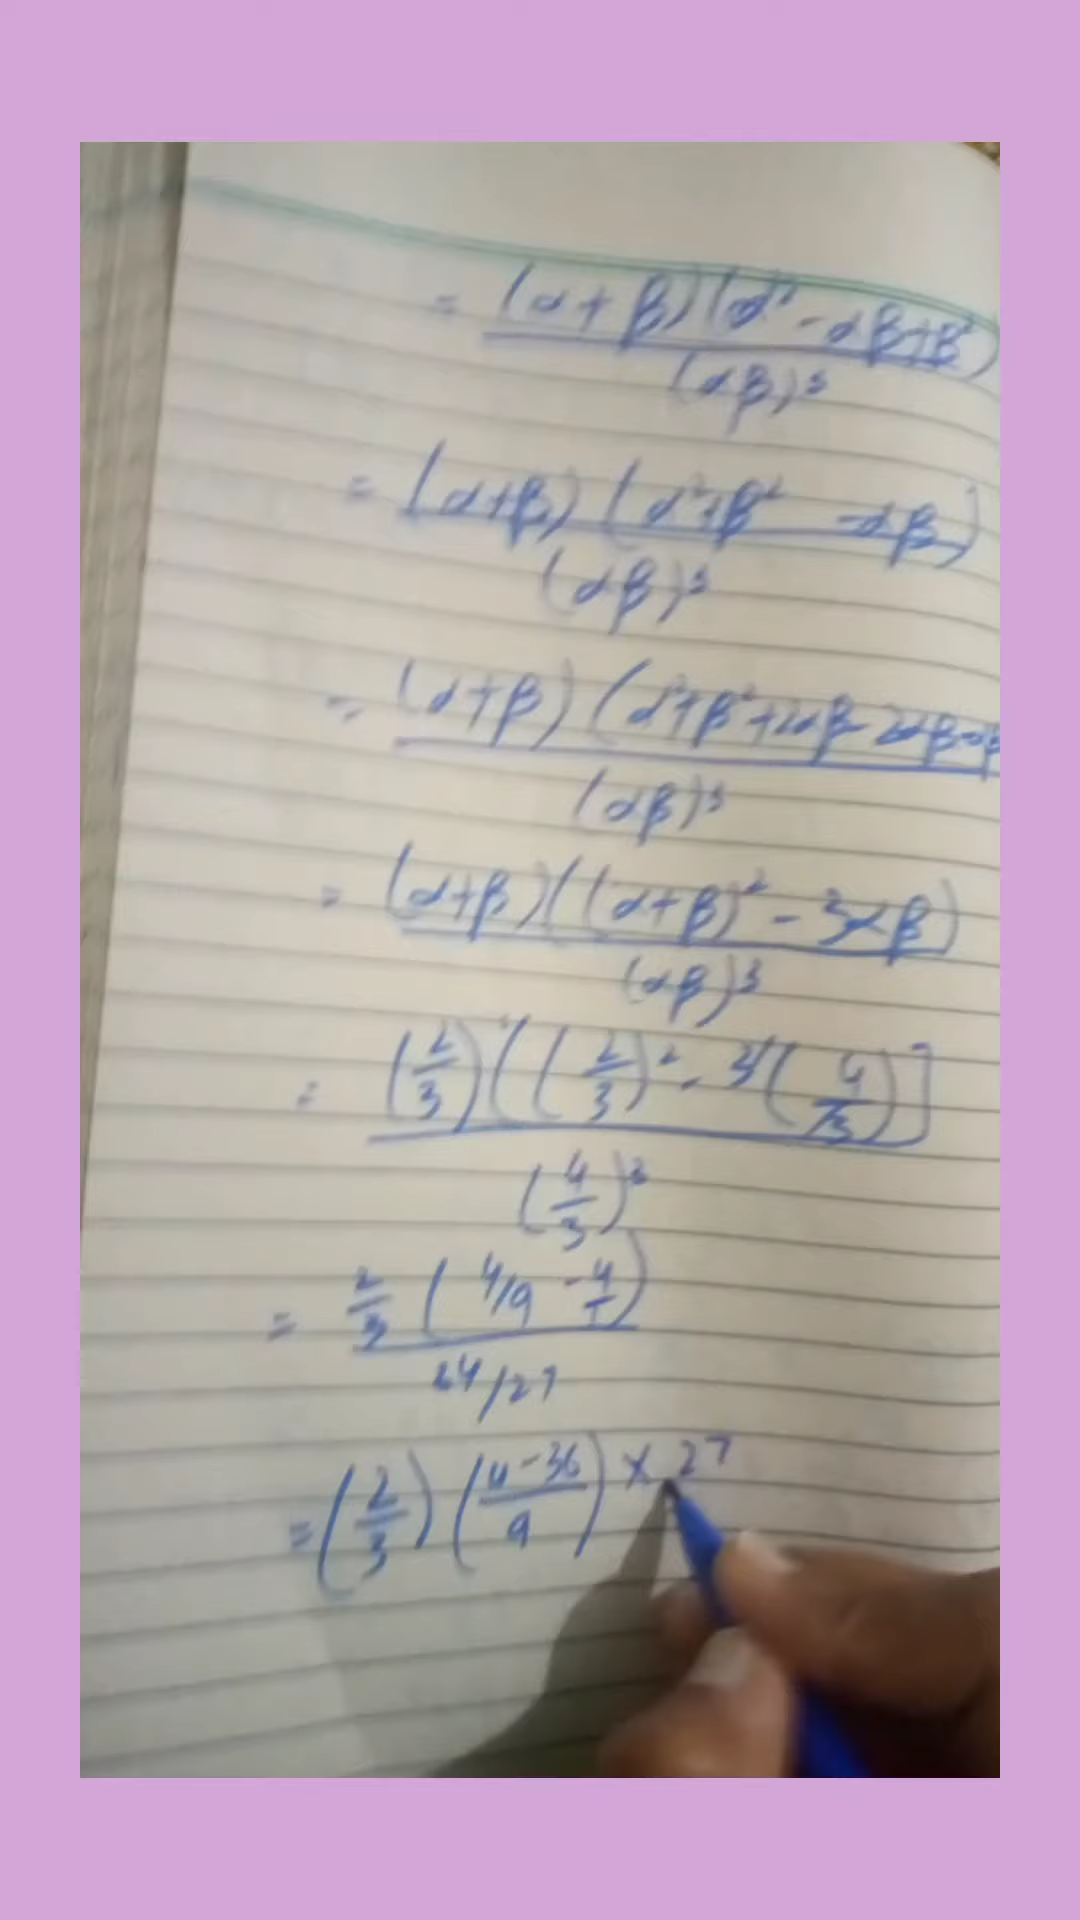 = (α + β)(α² - αβ + β²)
(αβ)³
= (α+β) (α²+β² - αβ)
(αβ)³
= (α+β) (α²+β²+2αβ-2αβ-αβ
(αβ)³
= (α+β)((α+β)² - 3αβ)
(αβ)³
= (2/3)((2/3)² - 3(4/3)]
(4/3)³
= 2/3 (4/9 - 4/1)
64/27
= (2/3) (4-36/9) × 27